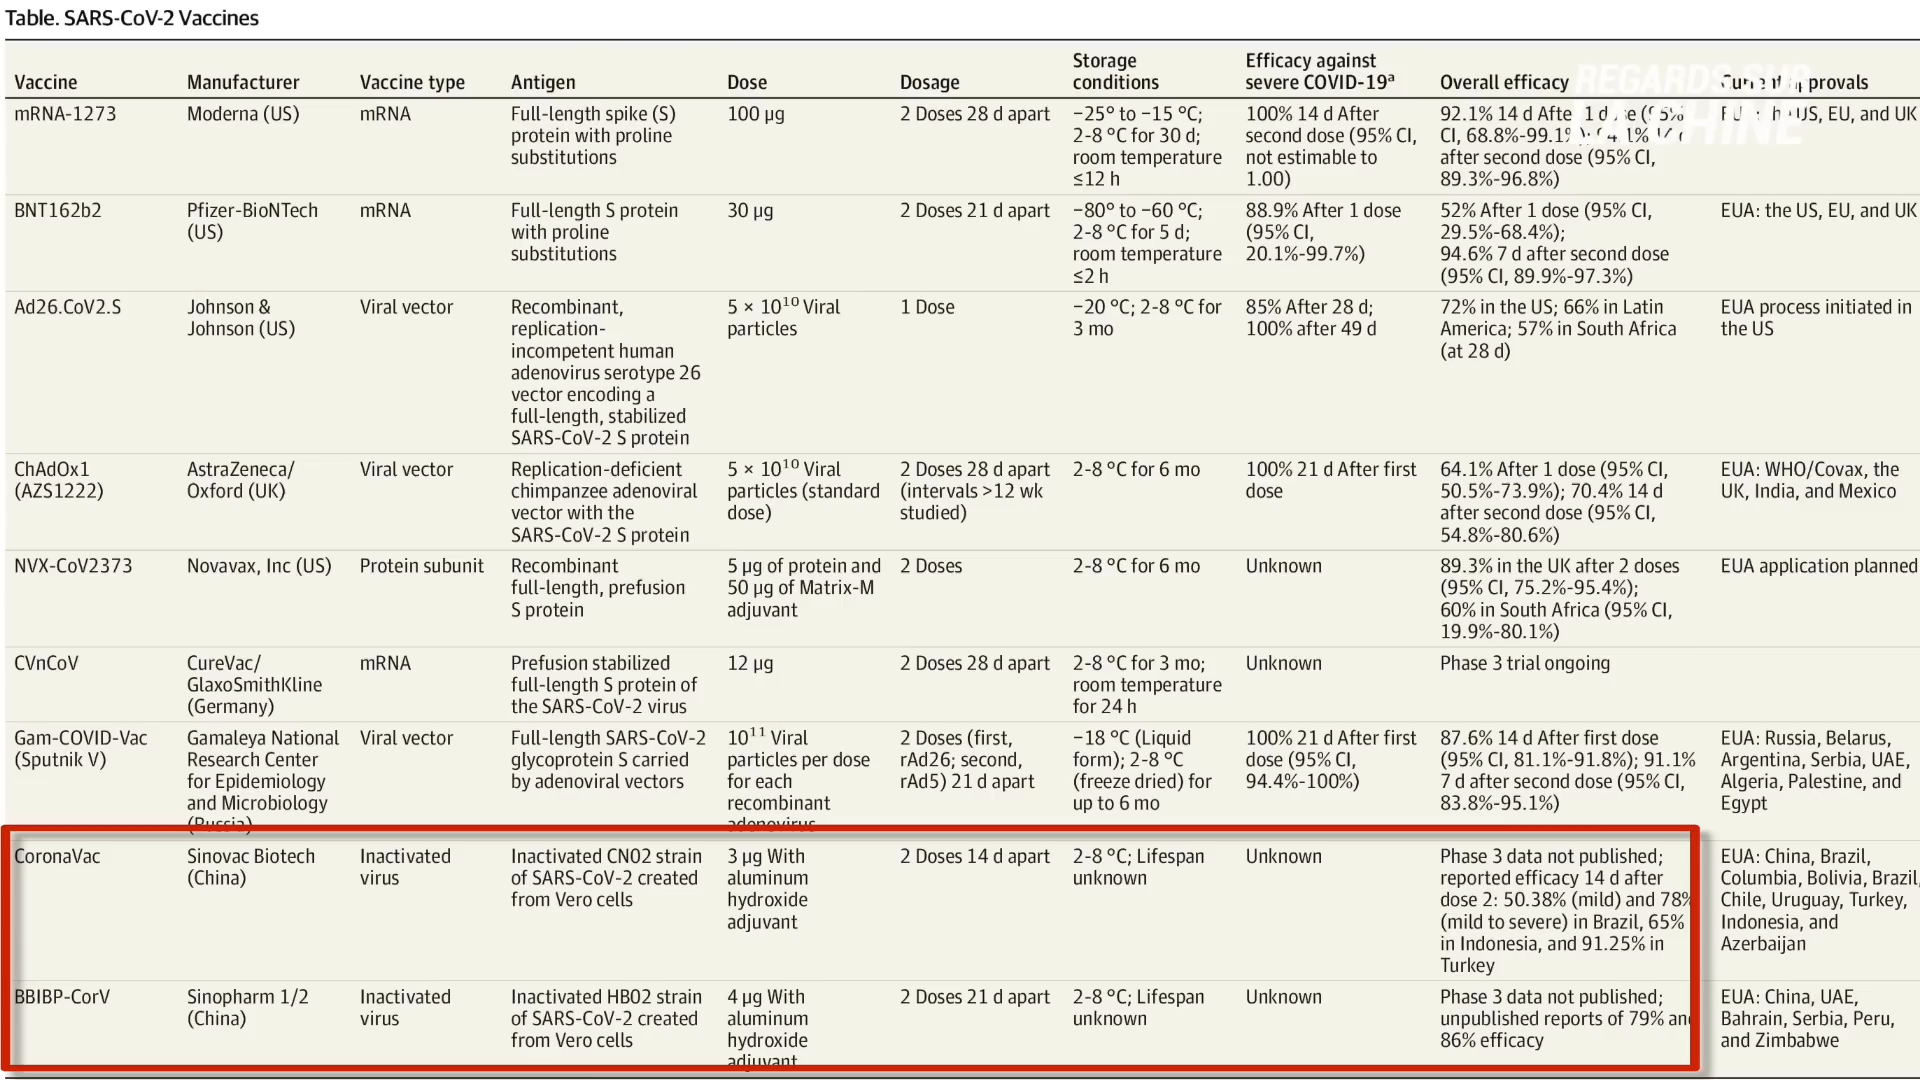 Table. SARS-CoV-2 Vaccines
Vaccine
Manufacturer
Vaccine type
Antigen
Dose
Dosage
Storage
conditions
Efficacy against
severe COVID-19ª
Overall efficacy
Current approvals
REGARDS SUR
LA CHINE
mRNA-1273
Moderna (US)
mRNA
Full-length spike (S)
protein with proline
substitutions
100 µg
2 Doses 28 d apart
−25° to −15 °C;
2-8 °C for 30 d;
room temperature
≤12 h
100% 14 d After
second dose (95% CI,
not estimable to
1.00)
92.1% 14 d After 1 dose (95%
CI, 68.8%-99.1%); 94.1% 14 d
after second dose (95% CI,
89.3%-96.8%)
EUA: the US, EU, and UK
BNT162b2
Pfizer-BioNTech
(US)
mRNA
Full-length S protein
with proline
substitutions
30 µg
2 Doses 21 d apart
−80° to −60 °C;
2-8 °C for 5 d;
room temperature
≤2 h
88.9% After 1 dose
(95% CI,
20.1%-99.7%)
52% After 1 dose (95% CI,
29.5%-68.4%);
94.6% 7 d after second dose
(95% CI, 89.9%-97.3%)
EUA: the US, EU, and UK
Ad26.CoV2.S
Johnson &
Johnson (US)
Viral vector
Recombinant,
replication-
incompetent human
adenovirus serotype 26
vector encoding a
full-length, stabilized
SARS-CoV-2 S protein
5 × 10¹⁰ Viral
particles
1 Dose
−20 °C; 2-8 °C for
3 mo
85% After 28 d;
100% after 49 d
72% in the US; 66% in Latin
America; 57% in South Africa
(at 28 d)
EUA process initiated in
the US
ChAdOx1
(AZS1222)
AstraZeneca/
Oxford (UK)
Viral vector
Replication-deficient
chimpanzee adenoviral
vector with the
SARS-CoV-2 S protein
5 × 10¹⁰ Viral
particles (standard
dose)
2 Doses 28 d apart
(intervals >12 wk
studied)
2-8 °C for 6 mo
100% 21 d After first
dose
64.1% After 1 dose (95% CI,
50.5%-73.9%); 70.4% 14 d
after second dose (95% CI,
54.8%-80.6%)
EUA: WHO/Covax, the
UK, India, and Mexico
NVX-CoV2373
Novavax, Inc (US)
Protein subunit
Recombinant
full-length, prefusion
S protein
5 µg of protein and
50 µg of Matrix-M
adjuvant
2 Doses
2-8 °C for 6 mo
Unknown
89.3% in the UK after 2 doses
(95% CI, 75.2%-95.4%);
60% in South Africa (95% CI,
19.9%-80.1%)
EUA application planned
CVnCoV
CureVac/
GlaxoSmithKline
(Germany)
mRNA
Prefusion stabilized
full-length S protein of
the SARS-CoV-2 virus
12 µg
2 Doses 28 d apart
2-8 °C for 3 mo;
room temperature
for 24 h
Unknown
Phase 3 trial ongoing
Gam-COVID-Vac
(Sputnik V)
Gamaleya National
Research Center
for Epidemiology
and Microbiology
(Russia)
Viral vector
Full-length SARS-CoV-2
glycoprotein S carried
by adenoviral vectors
10¹¹ Viral
particles per dose
for each
recombinant
adenovirus
2 Doses (first,
rAd26; second,
rAd5) 21 d apart
−18 °C (Liquid
form); 2-8 °C
(freeze dried) for
up to 6 mo
100% 21 d After first
dose (95% CI,
94.4%-100%)
87.6% 14 d After first dose
(95% CI, 81.1%-91.8%); 91.1%
7 d after second dose (95% CI,
83.8%-95.1%)
EUA: Russia, Belarus,
Argentina, Serbia, UAE,
Algeria, Palestine, and
Egypt
CoronaVac
Sinovac Biotech
(China)
Inactivated
virus
Inactivated CN02 strain
of SARS-CoV-2 created
from Vero cells
3 µg With
aluminum
hydroxide
adjuvant
2 Doses 14 d apart
2-8 °C; Lifespan
unknown
Unknown
Phase 3 data not published;
reported efficacy 14 d after
dose 2: 50.38% (mild) and 78%
(mild to severe) in Brazil, 65%
in Indonesia, and 91.25% in
Turkey
EUA: China, Brazil,
Columbia, Bolivia, Brazil,
Chile, Uruguay, Turkey,
Indonesia, and
Azerbaijan
BBIBP-CorV
Sinopharm 1/2
(China)
Inactivated
virus
Inactivated HB02 strain
of SARS-CoV-2 created
from Vero cells
4 µg With
aluminum
hydroxide
adjuvant
2 Doses 21 d apart
2-8 °C; Lifespan
unknown
Unknown
Phase 3 data not published;
unpublished reports of 79% and
86% efficacy
EUA: China, UAE,
Bahrain, Serbia, Peru,
and Zimbabwe